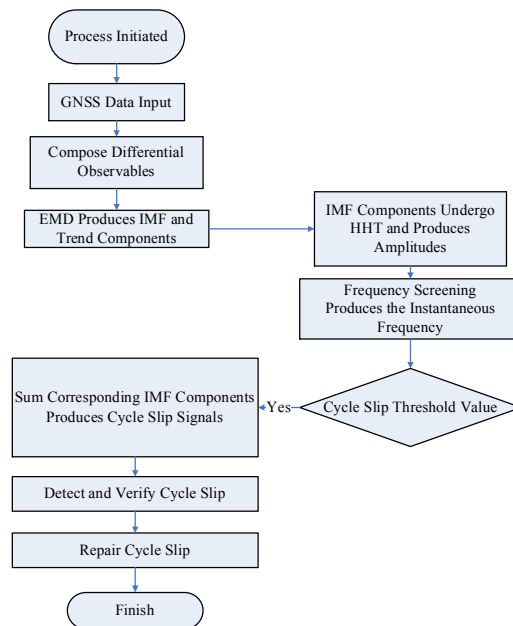 Process Initiated
GNSS Data Input
Compose Differential
Observables
EMD Produces IMF and
Trend Components
IMF Components Undergo
HHT and Produces
Amplitudes
Frequency Screening
Produces the Instantaneous
Frequency
Cycle Slip Threshold Value
Yes
Sum Corresponding IMF Components
Produces Cycle Slip Signals
Detect and Verify Cycle Slip
Repair Cycle Slip
Finish